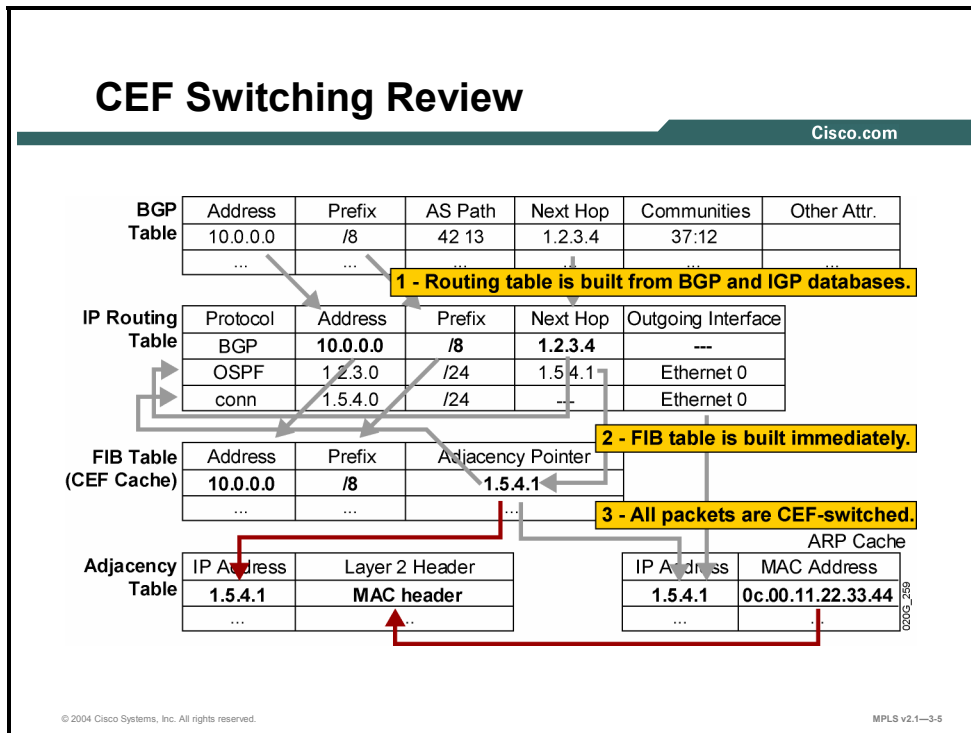 CEF Switching Review
Cisco.com
BGP Table
Address Prefix AS Path Next Hop Communities Other Attr.
10.0.0.0 /8 42 13 1.2.3.4 37:12
... ... ... ... ... ...
1 - Routing table is built from BGP and IGP databases.
IP Routing Table
Protocol Address Prefix Next Hop Outgoing Interface
BGP 10.0.0.0 /8 1.2.3.4 ---
OSPF 1.2.3.0 /24 1.5.4.1 Ethernet 0
conn 1.5.4.0 /24 --- Ethernet 0
2 - FIB table is built immediately.
FIB Table (CEF Cache)
Address Prefix Adjacency Pointer
10.0.0.0 /8 1.5.4.1
... ... ...
3 - All packets are CEF-switched.
ARP Cache
Adjacency Table
IP Address Layer 2 Header
1.5.4.1 MAC header
... ...
IP Address MAC Address
1.5.4.1 0c.00.11.22.33.44
... ...
020G_259
© 2004 Cisco Systems, Inc. All rights reserved.
MPLS v2.1—3-5